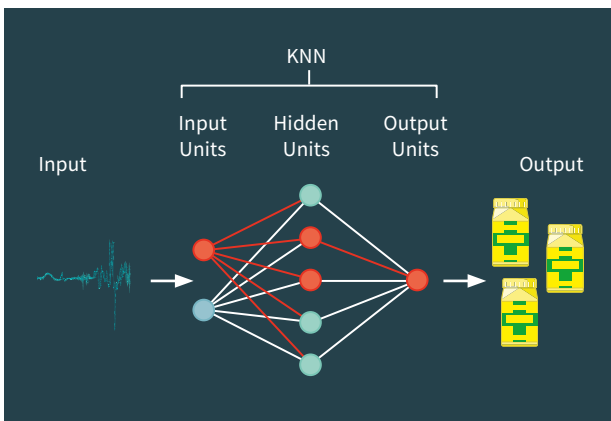 KNN
Input
Units
Hidden
Units
Output
Units
Input
Output